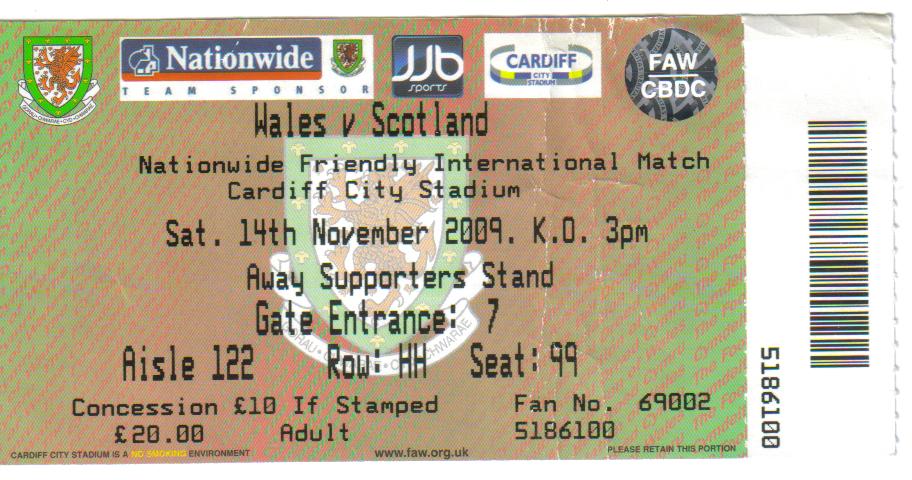 Nationwide
TEAM SPONSOR
JJb
sports
CARDIFF
CITY
STADIUM
FAW
CBDC
Wales v Scotland
Nationwide Friendly International Match
Cardiff City Stadium
Sat. 14th November 2009. K.O. 3pm
Away Supporters Stand
Gate Entrance: 7
Aisle 122 Row: HH Seat: 99
Concession £10 If Stamped Fan No. 69002
£20.00 Adult 5186100
CARDIFF CITY STADIUM IS A NO SMOKING ENVIRONMENT www.faw.org.uk PLEASE RETAIN THIS PORTION
5186100